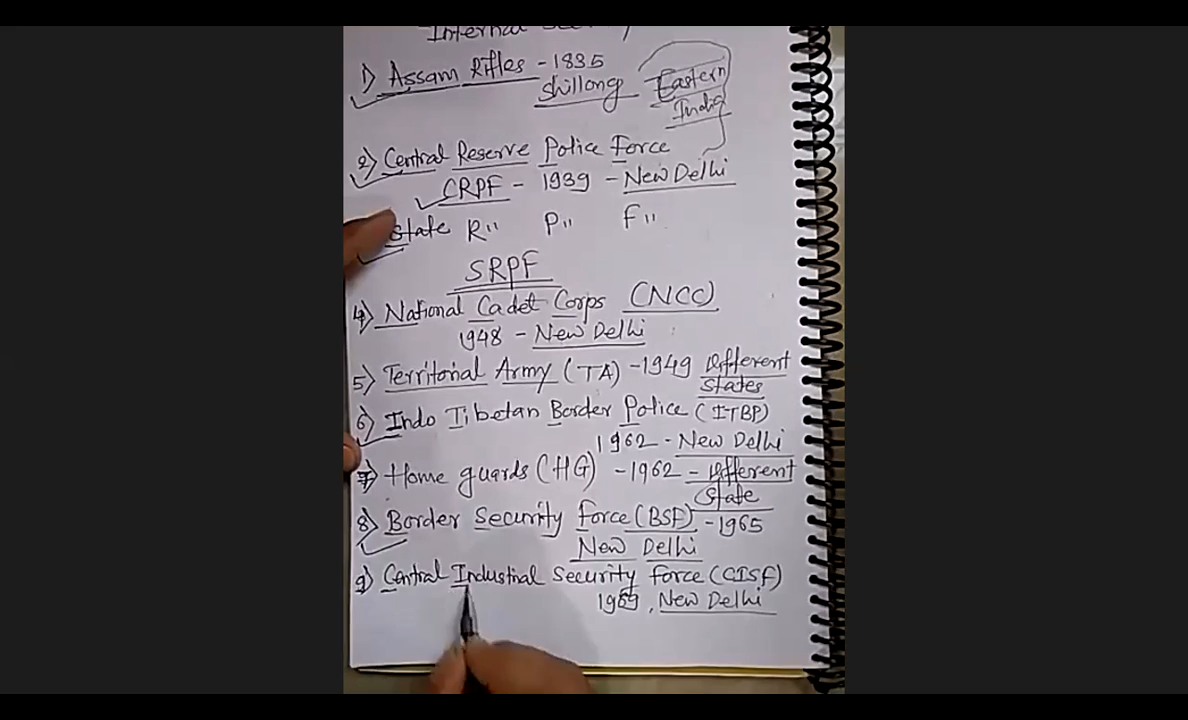 Internal
1) Assam Rifles - 1835
Shillong Eastern
India
2) Central Reserve Police Force
CRPF - 1939 - New Delhi
State R" P" F"
SRPF
4) National Cadet Corps (NCC)
1948 - New Delhi
5) Territorial Army (TA) - 1949 Different
States
6) Indo Tibetan Border Police (ITBP)
1962 - New Delhi
7) Home guards (HG) - 1962 - Different
State
8) Border Security Force (BSF) - 1965
New Delhi
9) Central Industrial Security Force (CISF)
1969, New Delhi